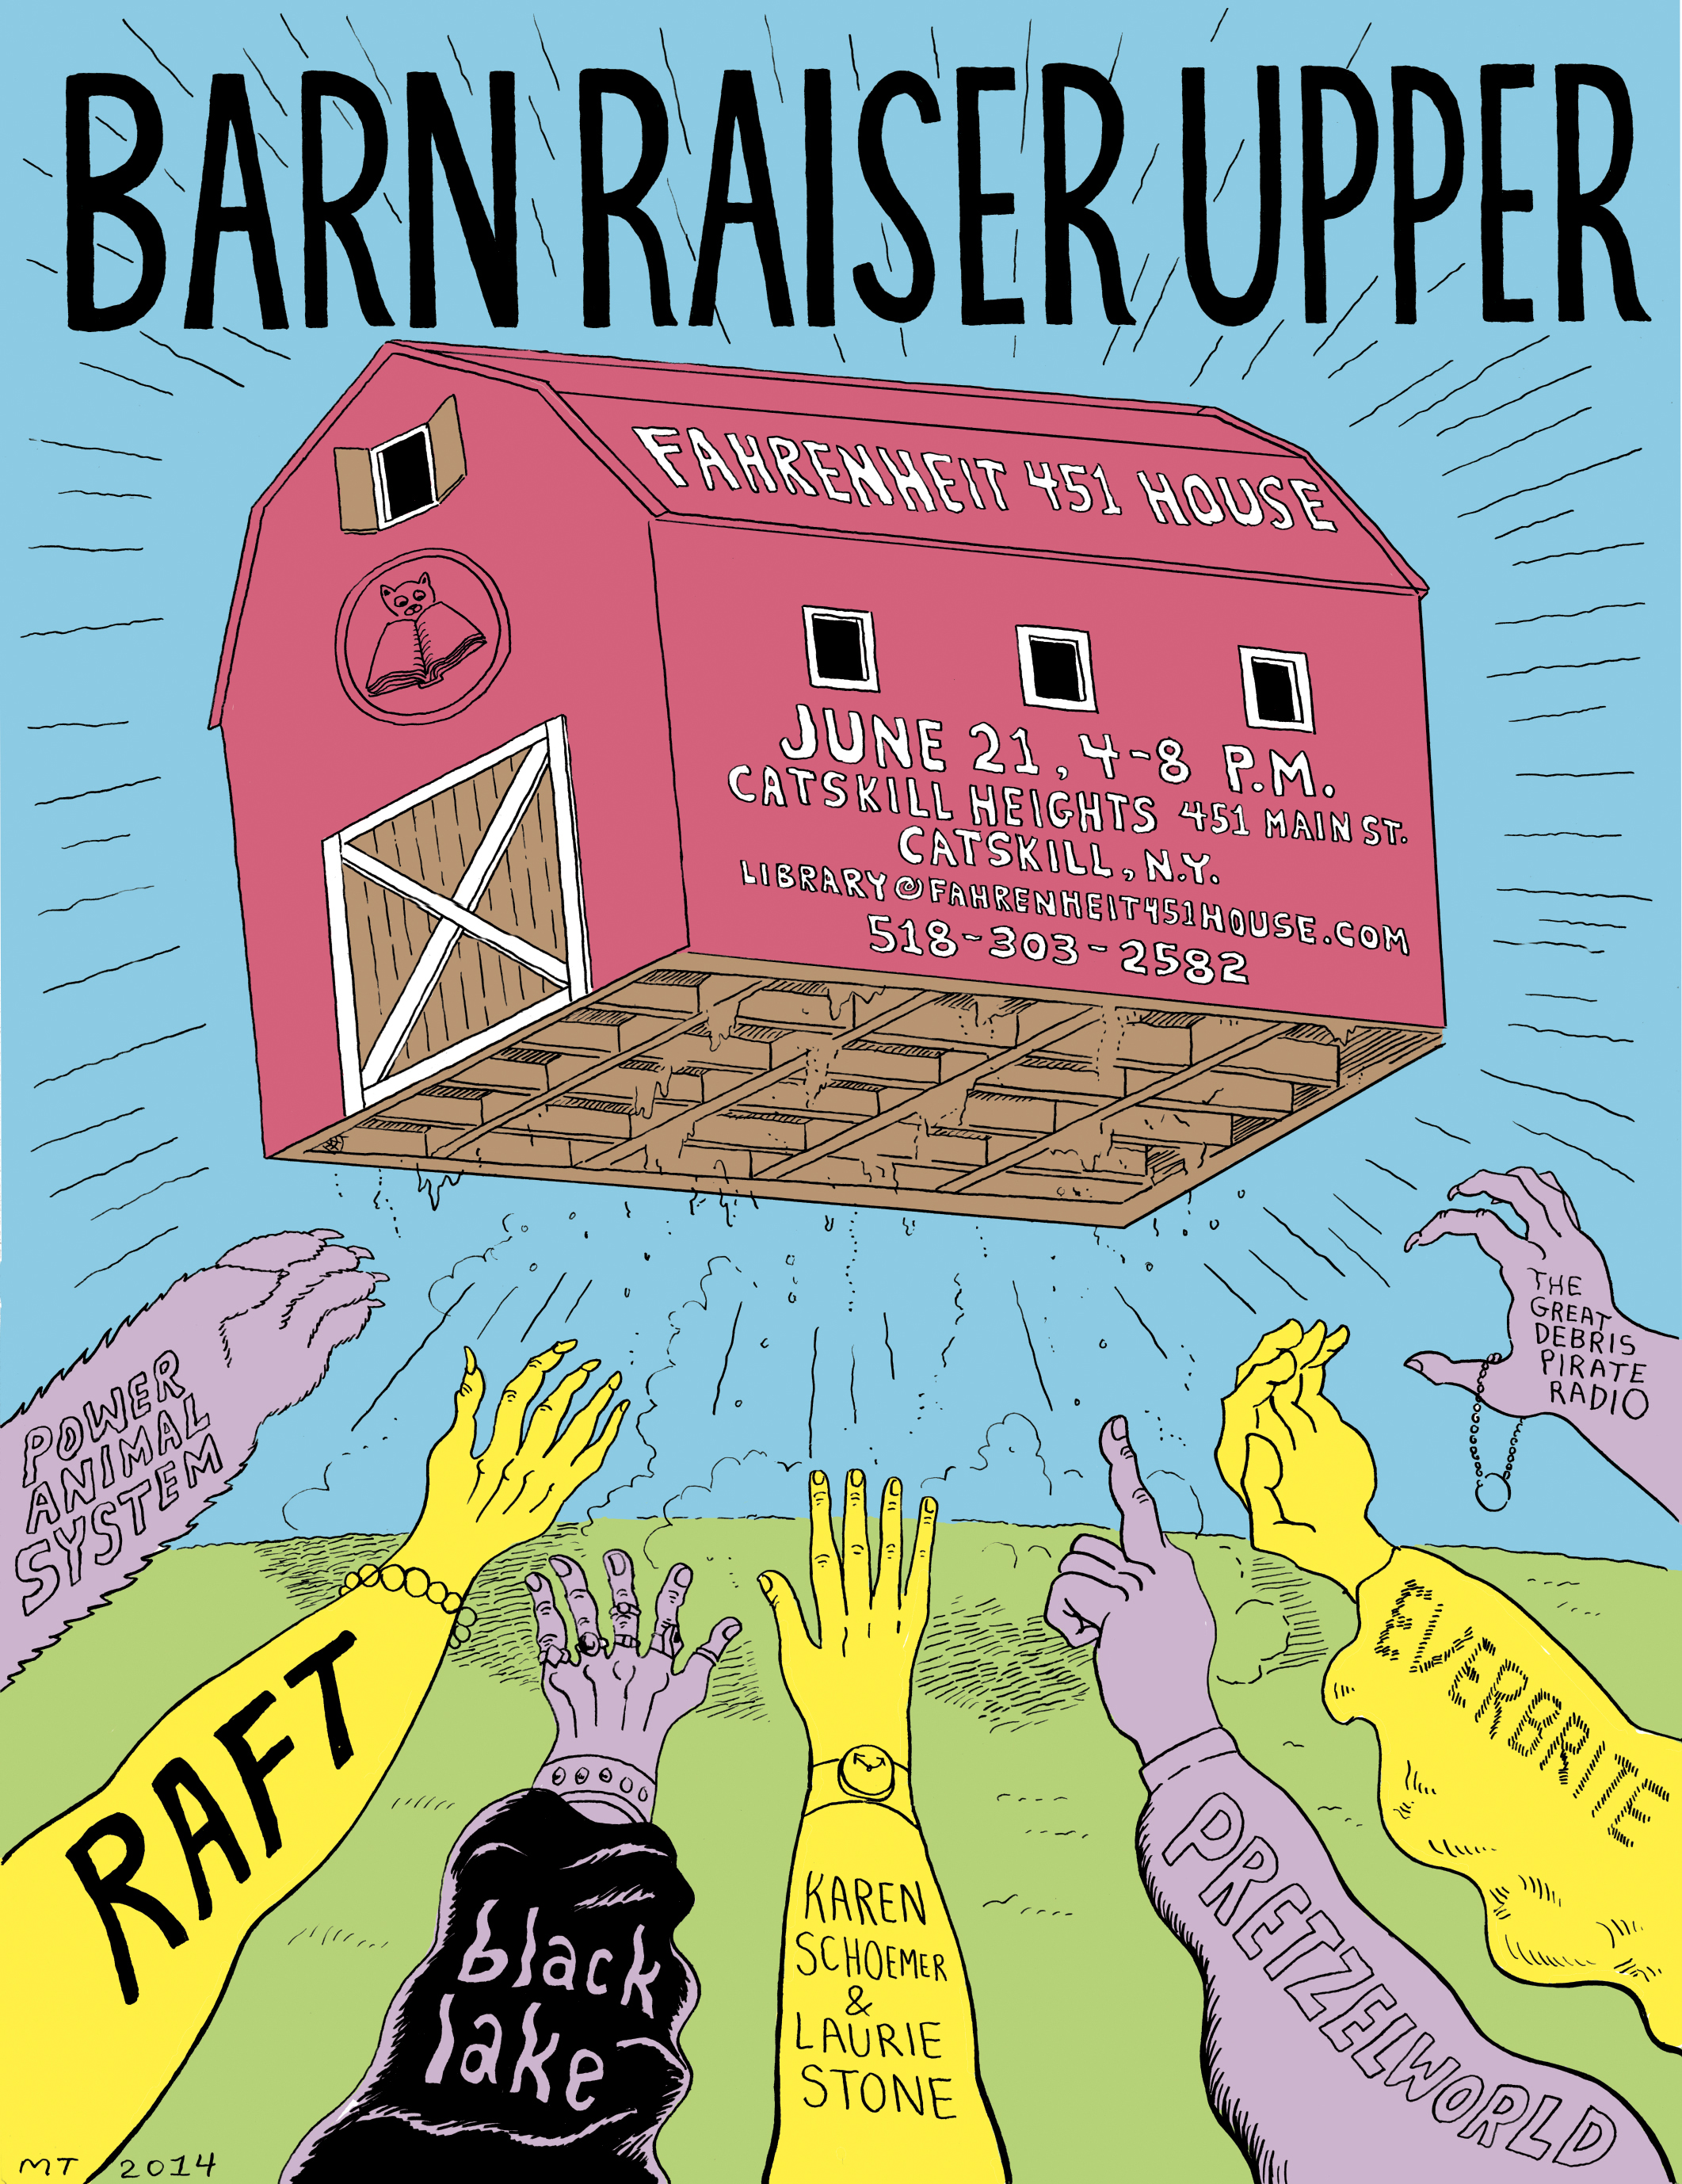 BARN RAISER UPPER
FAHRENHEIT 451 HOUSE
JUNE 21, 4-8 P.M.
CATSKILL HEIGHTS 451 MAIN ST.
CATSKILL, N.Y.
LIBRARY@FAHRENHEIT451HOUSE.COM
518-303-2582
POWER
ANIMAL
SYSTEM
RAFT
black
lake
KAREN
SCHOEMER
&
LAURIE
STONE
PRETZELWORLD
EVERBRITE
THE
GREAT
DEBRIS
PIRATE
RADIO
MT 2014